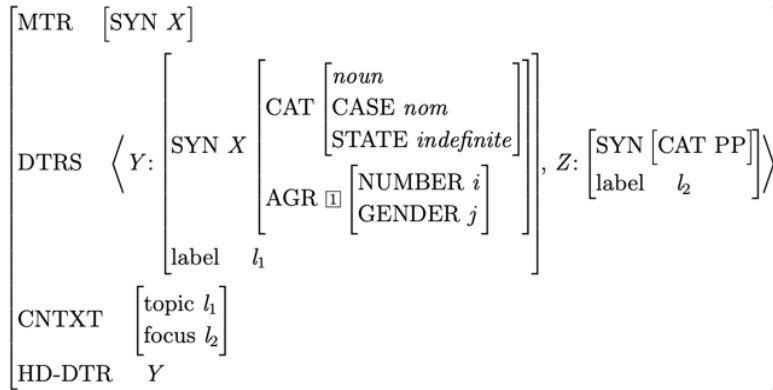 MTR [SYN X]
noun
CAT CASE nom
STATE indefinite
SYN X
DTRS ⟨ Y: , Z: SYN [CAT PP]
label l₂ ⟩
AGR 1 NUMBER i
GENDER j
label l₁
CNTXT topic l₁
focus l₂
HD-DTR Y